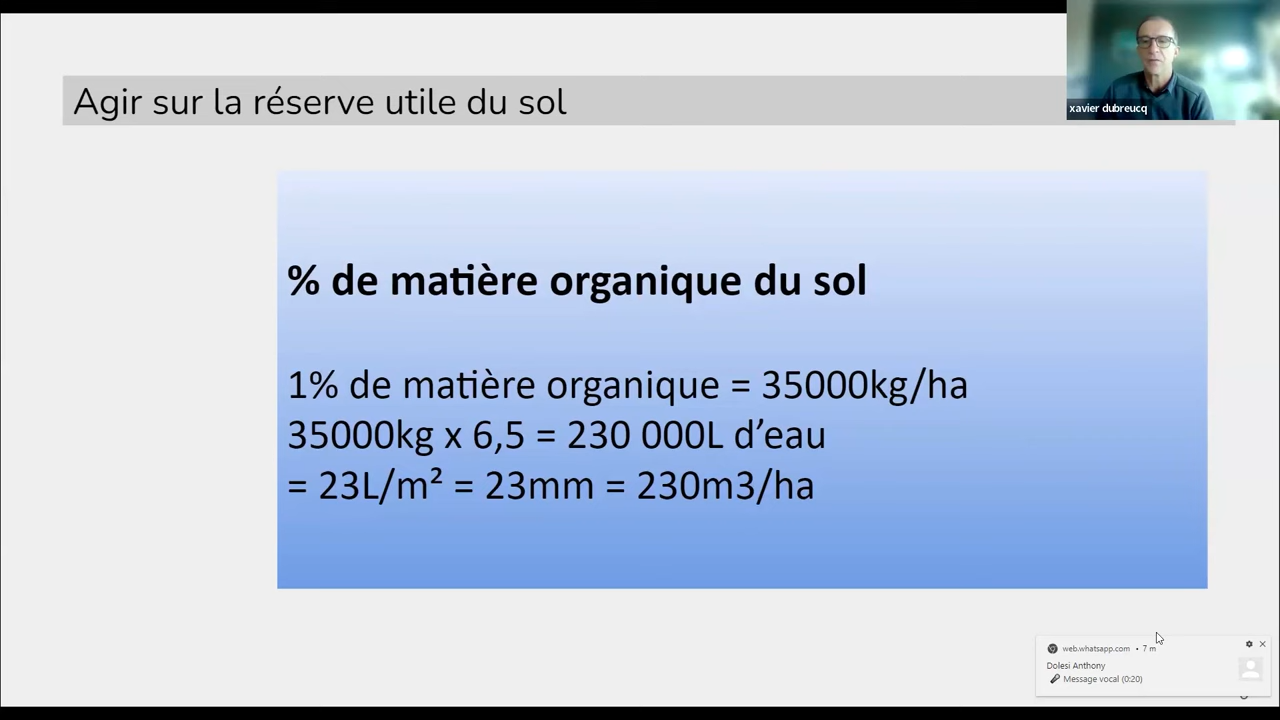 Agir sur la réserve utile du sol
xavier dubreucq
% de matière organique du sol
1% de matière organique = 35000kg/ha
35000kg x 6,5 = 230 000L d’eau
= 23L/m² = 23mm = 230m3/ha
web.whatsapp.com • 7 m
Dolesi Anthony
Message vocal (0:20)